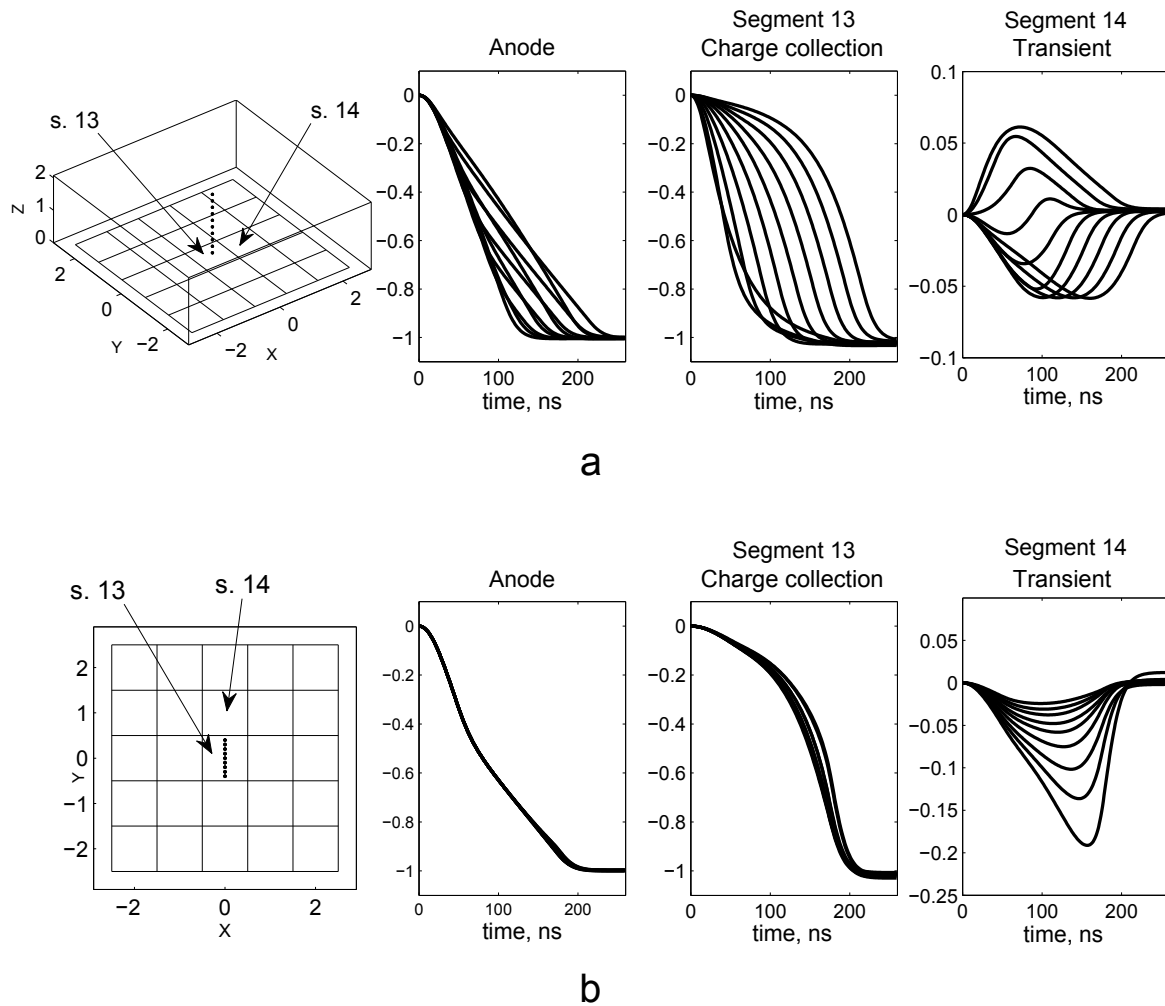 Anode
Segment 13
Charge collection
Segment 14
Transient
s. 13
s. 14
2
1
0
Z
2
0
−2
Y
−2
0
2
X
0
−0.2
−0.4
−0.6
−0.8
−1
0 100 200
time, ns
0
−0.2
−0.4
−0.6
−0.8
−1
0 100 200
time, ns
0.1
0.05
0
−0.05
−0.1
0 100 200
time, ns
a
Anode
Segment 13
Charge collection
Segment 14
Transient
s. 13
s. 14
2
1
0
−1
−2
Y
−2 0 2
X
0
−0.2
−0.4
−0.6
−0.8
−1
0 100 200
time, ns
0
−0.2
−0.4
−0.6
−0.8
−1
0 100 200
time, ns
0.05
0
−0.05
−0.1
−0.15
−0.2
−0.25
0 100 200
time, ns
b